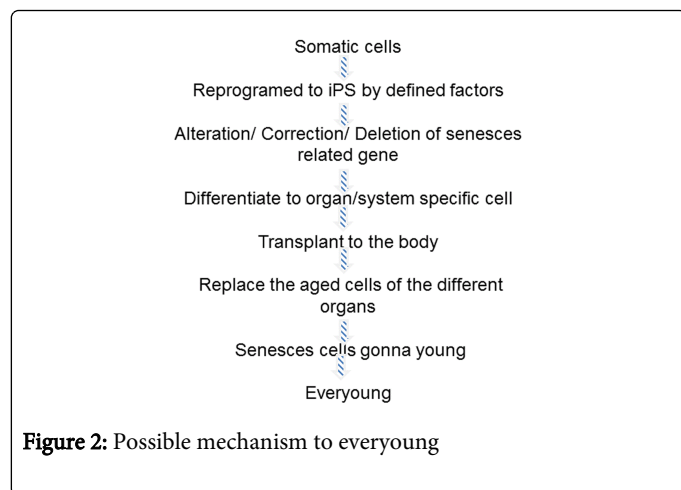 Somatic cells
Reprogramed to iPS by defined factors
Alteration/ Correction/ Deletion of senesces
related gene
Differentiate to organ/system specific cell
Transplant to the body
Replace the aged cells of the different
organs
Senesces cells gonna young
Everyoung
Figure 2: Possible mechanism to everyoung